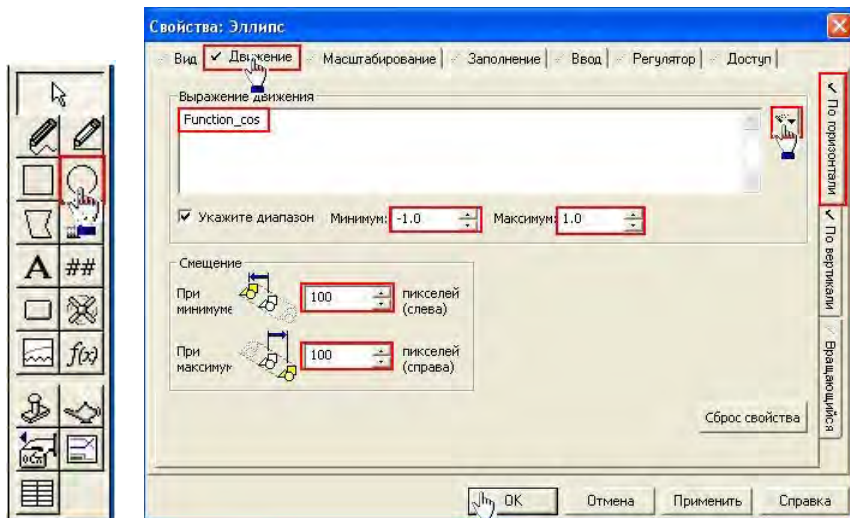 Свойства: Эллипс
Вид Движение Масштабирование Заполнение Ввод Регулятор Доступ
Выражение движения
Function_cos
Укажите диапазон Минимум: -1.0 Максимум: 1.0
Смещение
При минимуме 100 пикселей (слева)
При максимум 100 пикселей (справа)
Сброс свойства
По горизонтали
По вертикали
Вращающийся
OK Отмена Применить Справка
A ##
f(x)